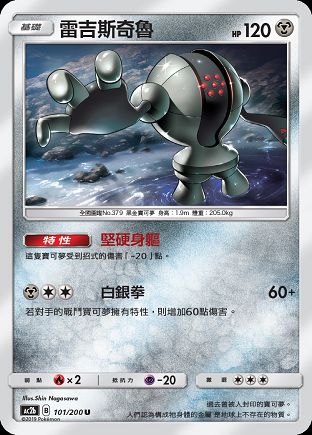 基礎 雷吉斯奇魯 HP 120
全國圖鑑No.379 黑金寶可夢 身高：1.9m 體重：205.0kg
特性 堅硬身軀
這隻寶可夢受到招式的傷害「-20」點。
白銀拳 60+
若對手的戰鬥寶可夢擁有特性，則增加60點傷害。
弱點 ×2 抵抗力 -20 撤退
Illus.Shin Nagasawa
AC2b B 101/200 U
©2019 Pokémon
過去曾被人類封印的寶可夢。
人們認為構成牠身體的金屬是地球上不存在的物質。